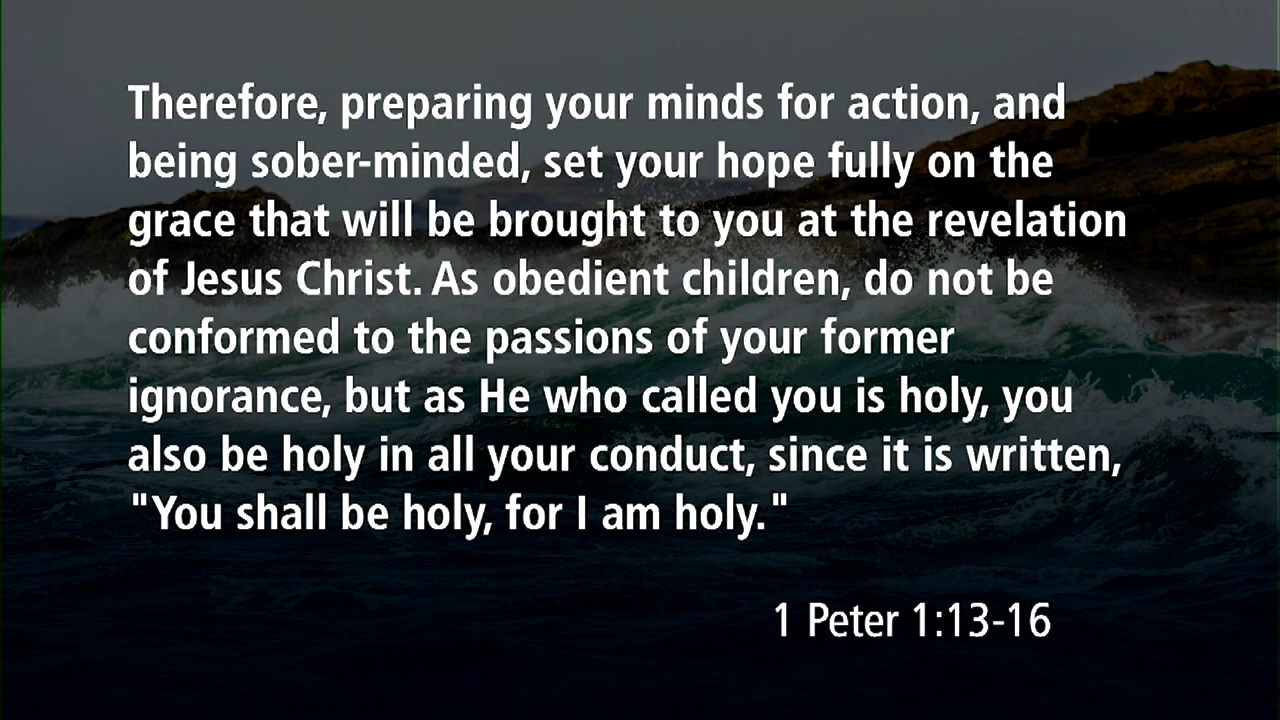 Therefore, preparing your minds for action, and
being sober-minded, set your hope fully on the
grace that will be brought to you at the revelation
of Jesus Christ. As obedient children, do not be
conformed to the passions of your former
ignorance, but as He who called you is holy, you
also be holy in all your conduct, since it is written,
"You shall be holy, for I am holy."
1 Peter 1:13-16